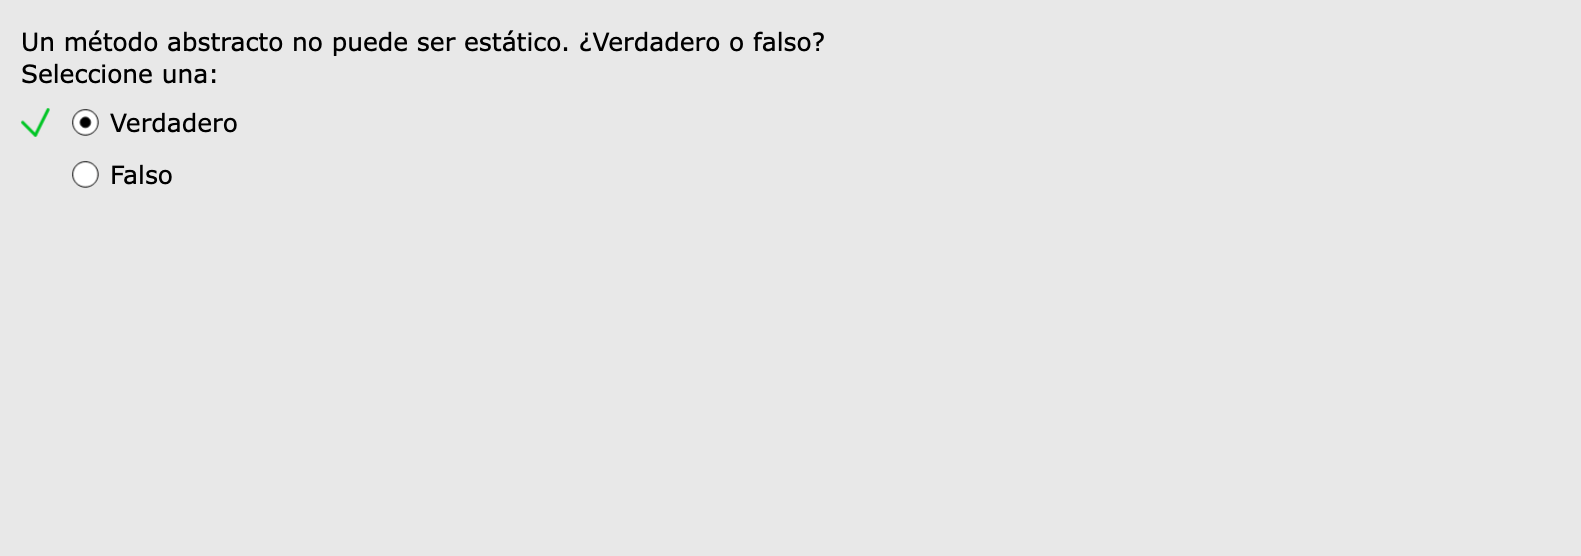 Un método abstracto no puede ser estático. ¿Verdadero o falso?
Seleccione una:
Verdadero
Falso